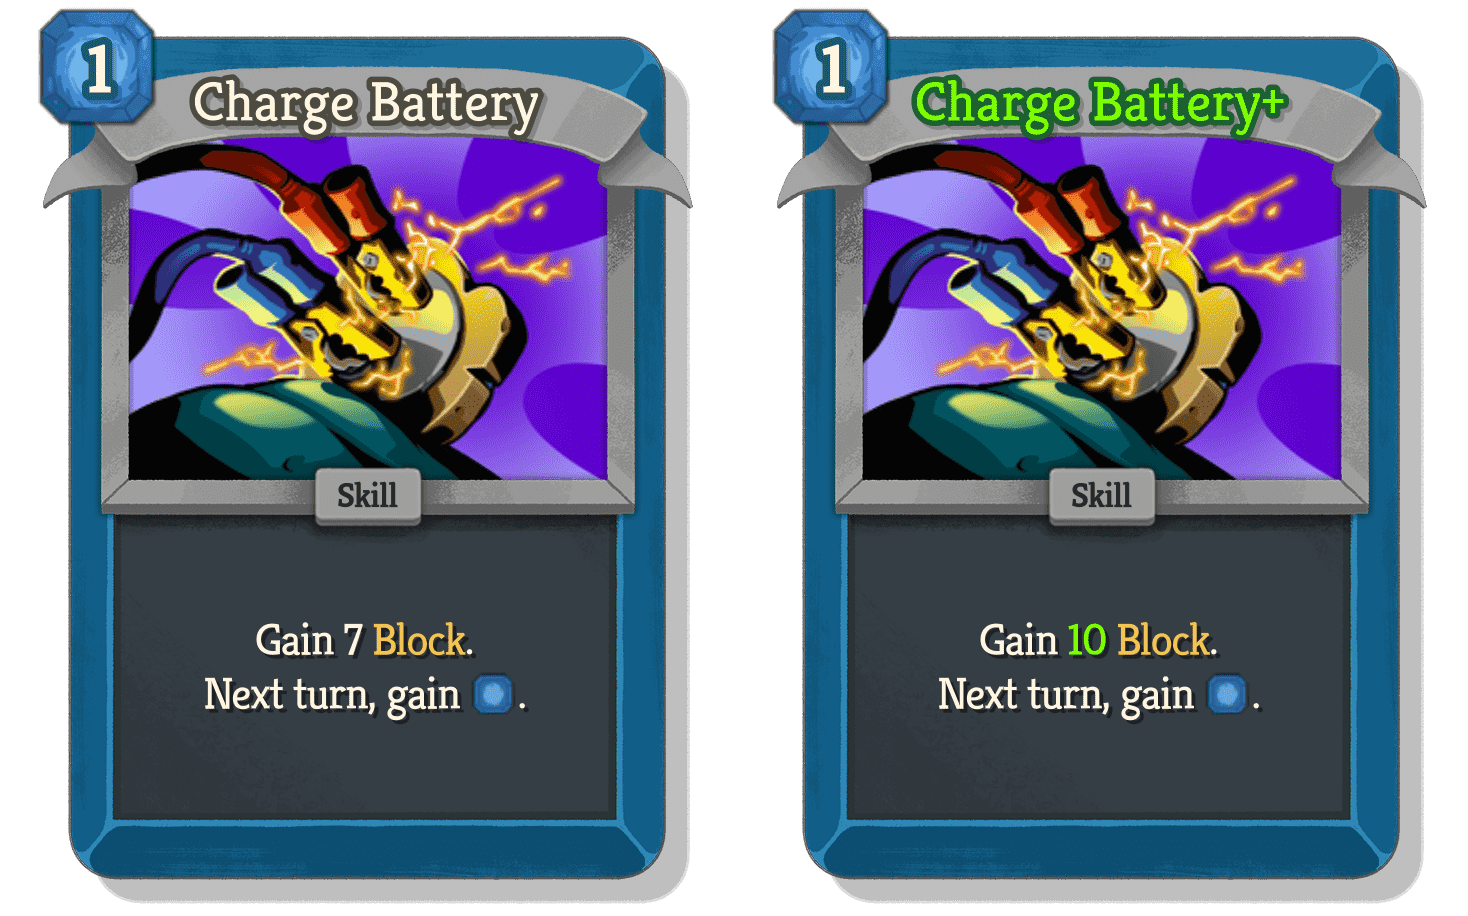 1
Charge Battery
Skill
Gain 7 Block.
Next turn, gain .
1
Charge Battery+
Skill
Gain 10 Block.
Next turn, gain .